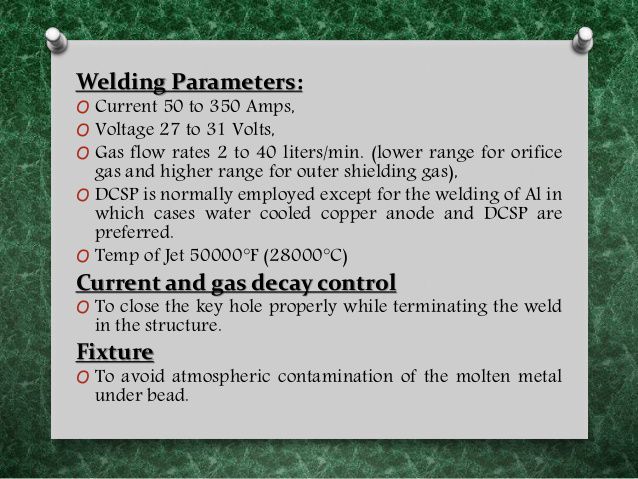 Welding Parameters:
O Current 50 to 350 Amps,
O Voltage 27 to 31 Volts,
O Gas flow rates 2 to 40 liters/min. (lower range for orifice
gas and higher range for outer shielding gas),
O DCSP is normally employed except for the welding of Al in
which cases water cooled copper anode and DCSP are
preferred.
O Temp of Jet 50000°F (28000°C)
Current and gas decay control
O To close the key hole properly while terminating the weld
in the structure.
Fixture
O To avoid atmospheric contamination of the molten metal
under bead.